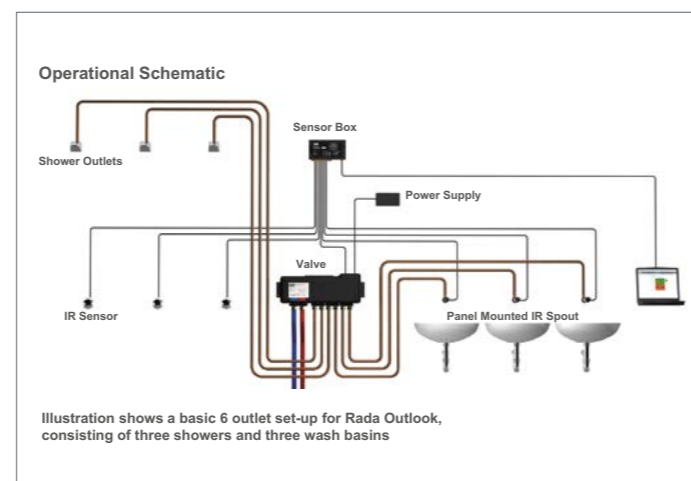 Operational Schematic
Sensor Box
Shower Outlets
Power Supply
Valve
IR Sensor
Panel Mounted IR Spout
Illustration shows a basic 6 outlet set-up for Rada Outlook,
consisting of three showers and three wash basins